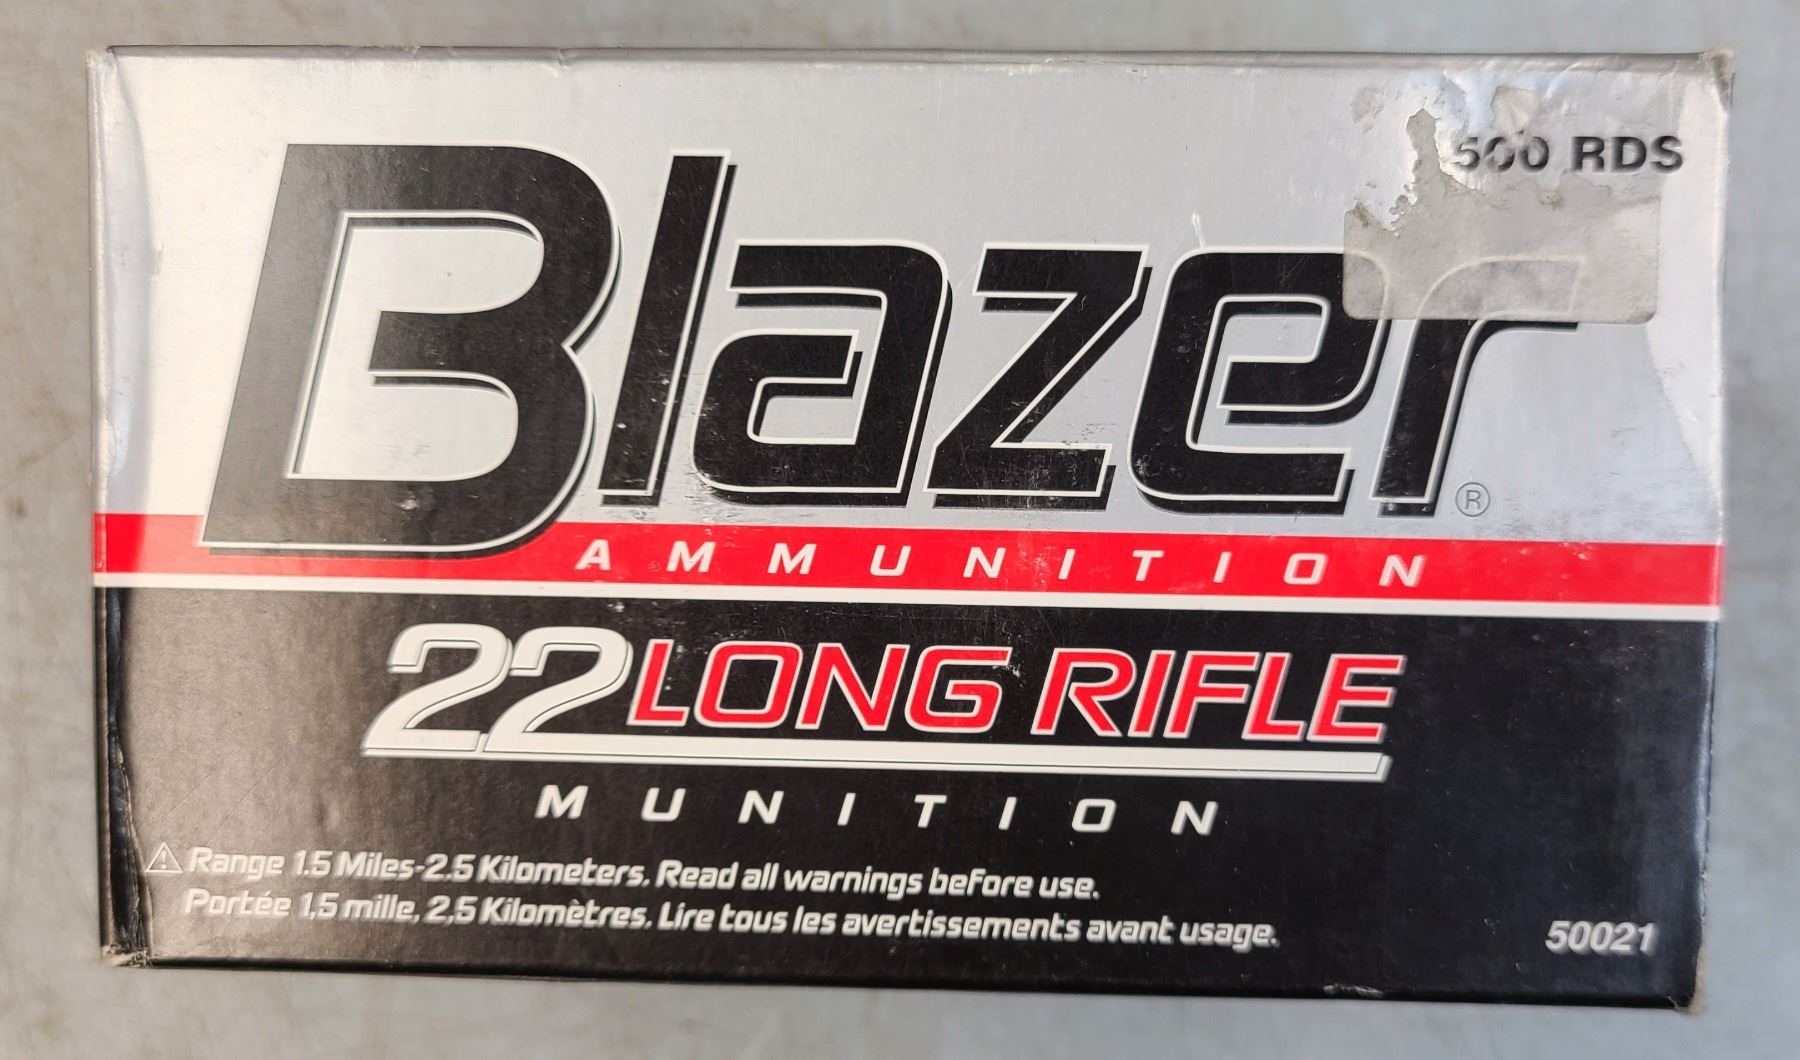 500 RDS
Blazer®
AMMUNITION
22 LONG RIFLE
MUNITION
⚠ Range 1.5 Miles-2.5 Kilometers. Read all warnings before use.
Portée 1,5 mille, 2,5 Kilomètres. Lire tous les avertissements avant usage.
50021